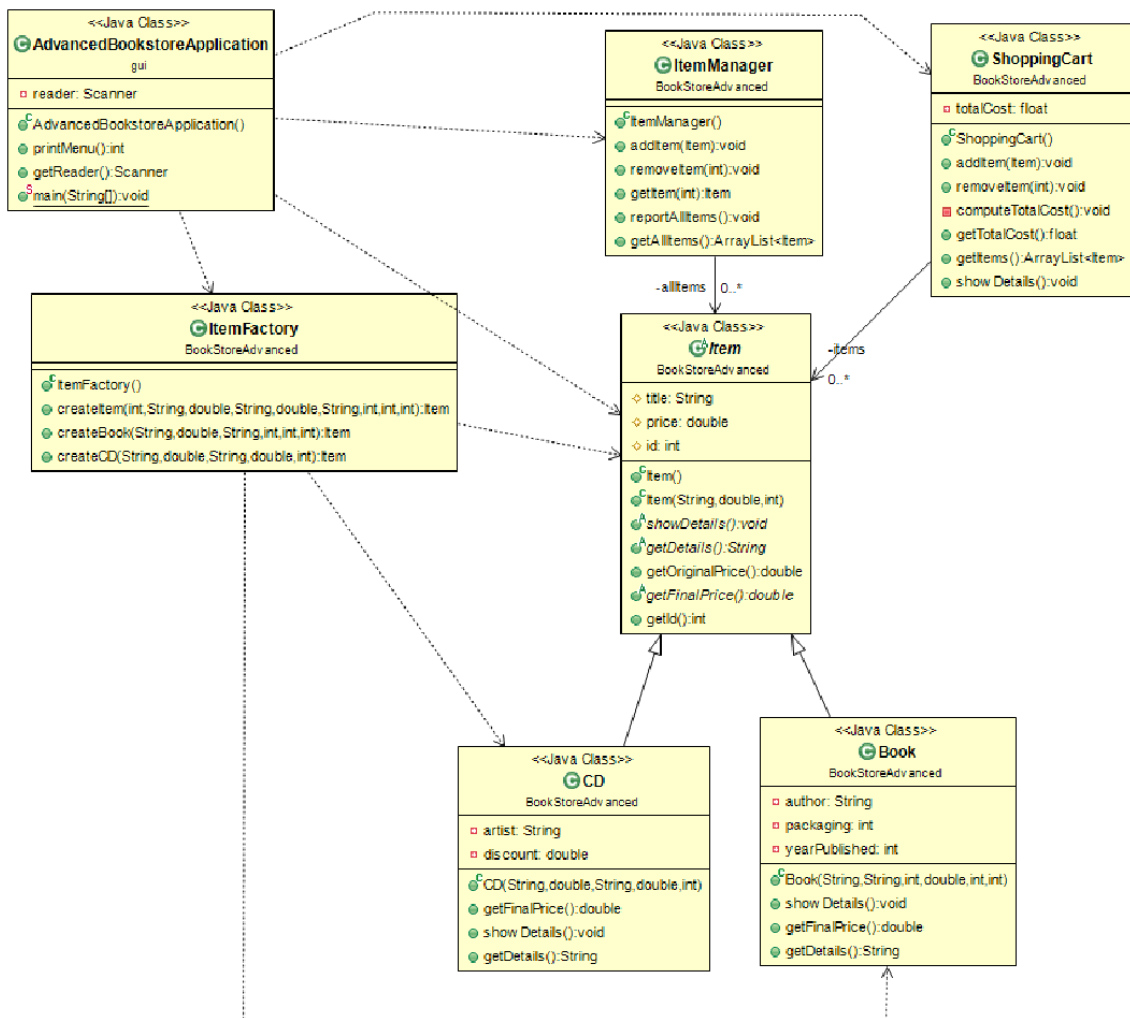 <<Java Class>>
AdvancedBookstoreApplication
gui
reader: Scanner
AdvancedBookstoreApplication()
printMenu():int
getReader():Scanner
main(String[]):void
<<Java Class>>
ItemManager
BookStoreAdvanced
ItemManager()
addItem(Item):void
removeItem(int):void
getItem(int):Item
reportAllItems():void
getAllItems():ArrayList<Item>
<<Java Class>>
ShoppingCart
BookStoreAdvanced
totalCost: float
ShoppingCart()
addItem(Item):void
removeItem(int):void
computeTotalCost():void
getTotalCost():float
getItems():ArrayList<Item>
showDetails():void
-allItems 0..*
-items
0..*
<<Java Class>>
ItemFactory
BookStoreAdvanced
ItemFactory()
createItem(int,String,double,String,double,String,int,int,int):Item
createBook(String,double,String,int,int,int):Item
createCD(String,double,String,double,int):Item
<<Java Class>>
Item
BookStoreAdvanced
title: String
price: double
id: int
Item()
Item(String,double,int)
showDetails():void
getDetails():String
getOriginalPrice():double
getFinalPrice():double
getId():int
<<Java Class>>
CD
BookStoreAdvanced
artist: String
discount: double
CD(String,double,String,double,int)
getFinalPrice():double
showDetails():void
getDetails():String
<<Java Class>>
Book
BookStoreAdvanced
author: String
packaging: int
yearPublished: int
Book(String,String,int,double,int,int)
showDetails():void
getFinalPrice():double
getDetails():String